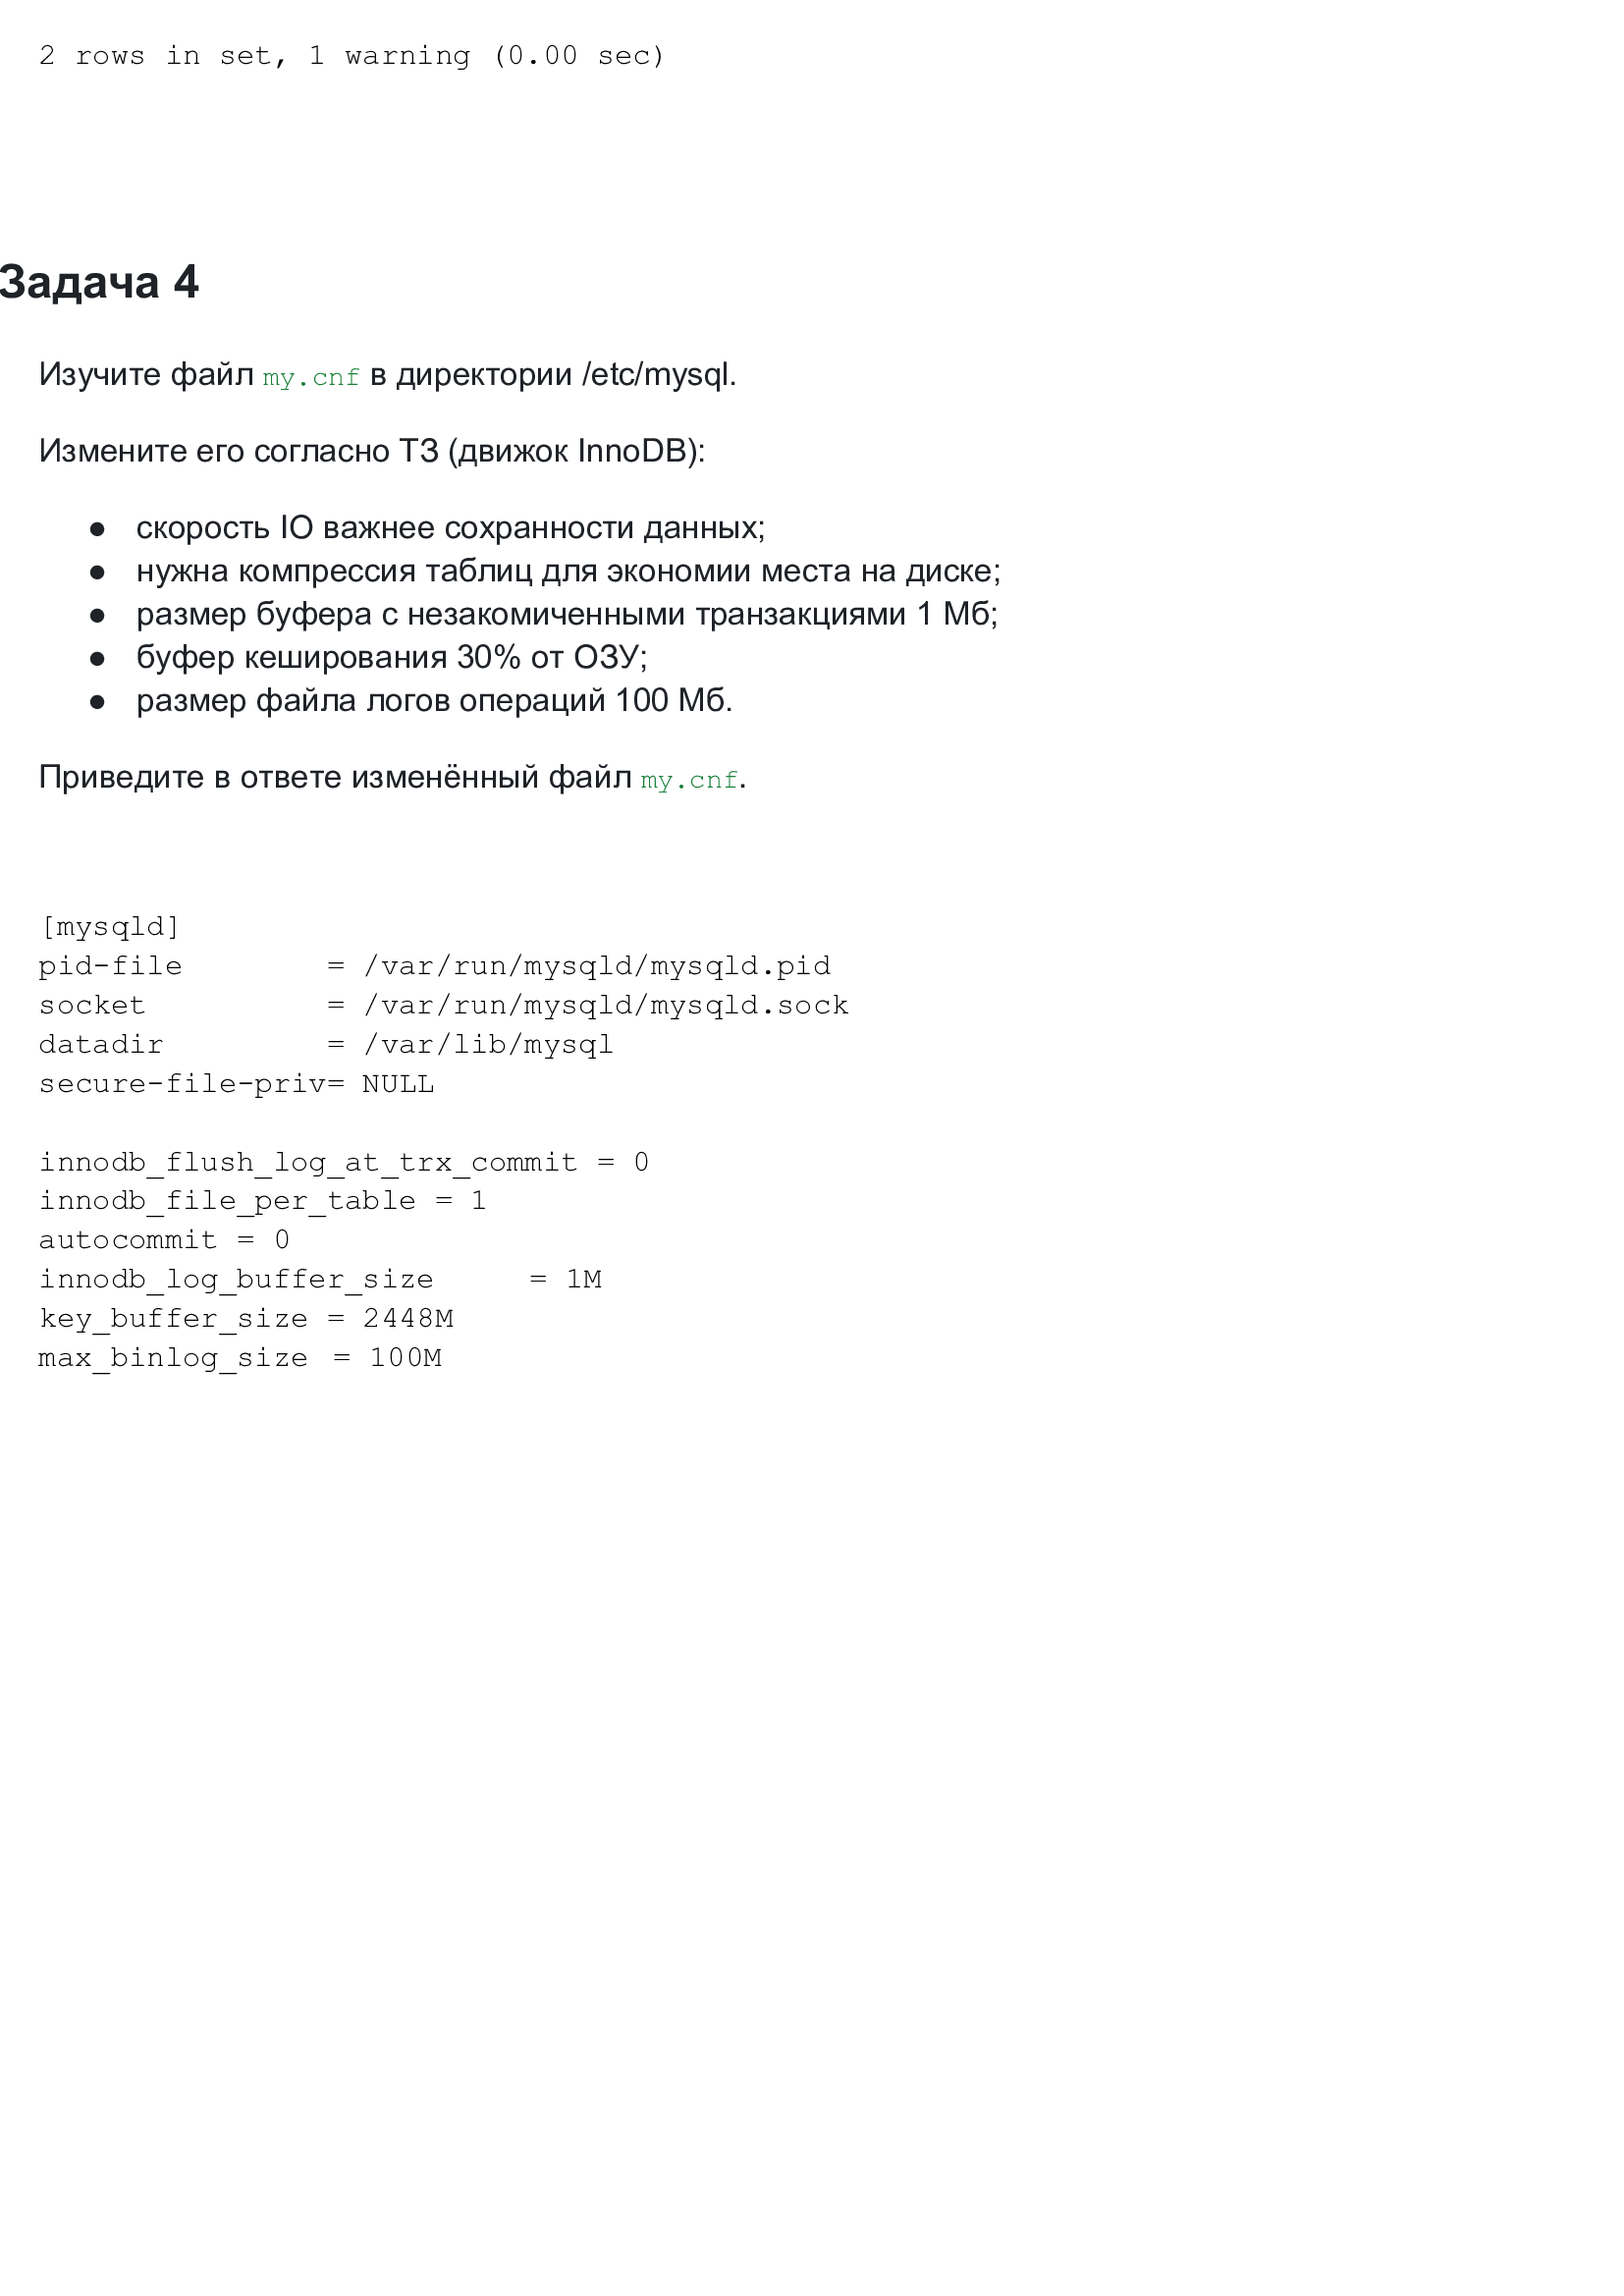 2 rows in set, 1 warning (0.00 sec)
Задача 4
Изучите файл my.cnf в директории /etc/mysql.
Измените его согласно ТЗ (движок InnoDB):
● скорость IO важнее сохранности данных;
● нужна компрессия таблиц для экономии места на диске;
● размер буфера с незакомиченными транзакциями 1 Мб;
● буфер кеширования 30% от ОЗУ;
● размер файла логов операций 100 Мб.
Приведите в ответе изменённый файл my.cnf.
[mysqld]
pid-file        = /var/run/mysqld/mysqld.pid
socket          = /var/run/mysqld/mysqld.sock
datadir         = /var/lib/mysql
secure-file-priv= NULL
innodb_flush_log_at_trx_commit = 0
innodb_file_per_table = 1
autocommit = 0
innodb_log_buffer_size     = 1M
key_buffer_size = 2448M
max_binlog_size = 100M